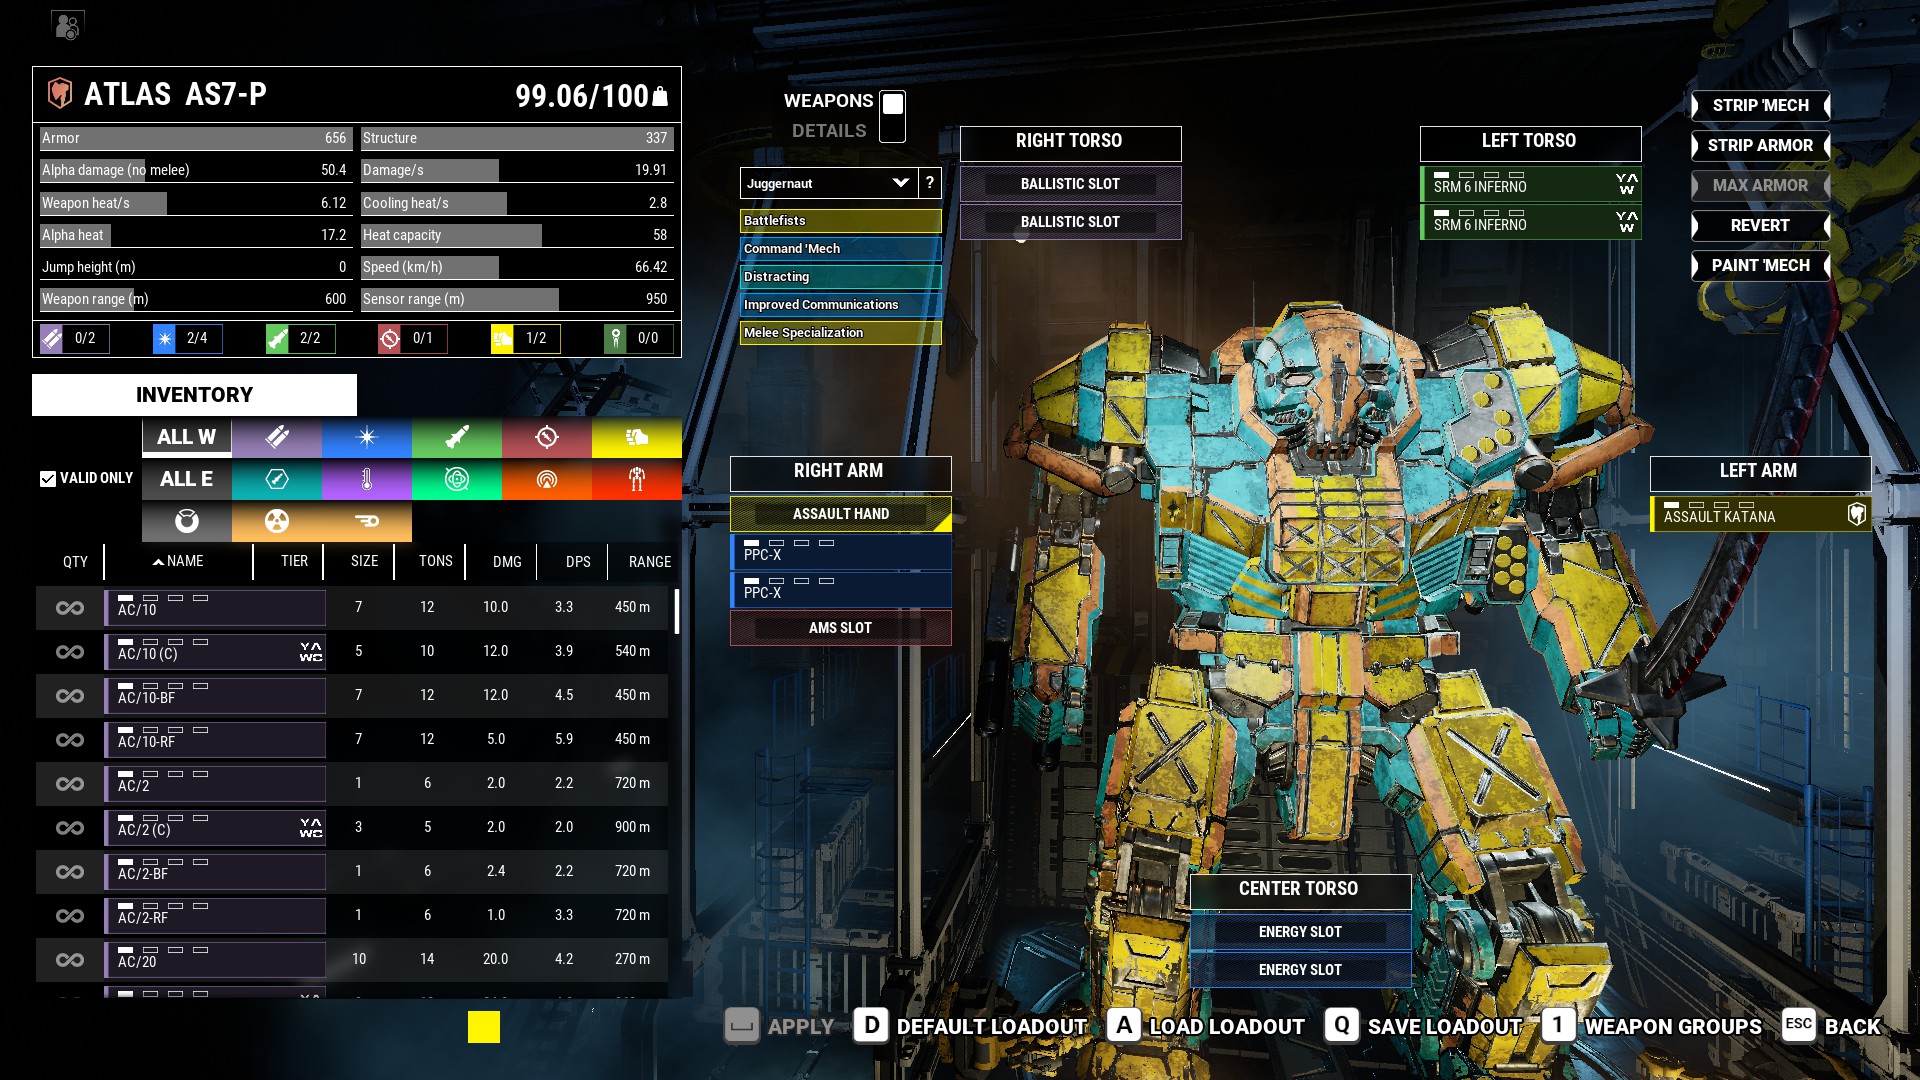 ATLAS AS7-P
99.06/100
Armor 656
Structure 337
Alpha damage (no melee) 50.4
Damage/s 19.91
Weapon heat/s 6.12
Cooling heat/s 2.8
Alpha heat 17.2
Heat capacity 58
Jump height (m) 0
Speed (km/h) 66.42
Weapon range (m) 600
Sensor range (m) 950
0/2 2/4 2/2 0/1 1/2 0/0
INVENTORY
ALL W
VALID ONLY
ALL E
QTY NAME TIER SIZE TONS DMG DPS RANGE
AC/10 7 12 10.0 3.3 450 m
AC/10 (C) 5 10 12.0 3.9 540 m
AC/10-BF 7 12 12.0 4.5 450 m
AC/10-RF 7 12 5.0 5.9 450 m
AC/2 1 6 2.0 2.2 720 m
AC/2 (C) 3 5 2.0 2.0 900 m
AC/2-BF 1 6 2.4 2.2 720 m
AC/2-RF 1 6 1.0 3.3 720 m
AC/20 10 14 20.0 4.2 270 m
WEAPONS
DETAILS
Juggernaut
?
Battlefists
Command 'Mech
Distracting
Improved Communications
Melee Specialization
RIGHT TORSO
BALLISTIC SLOT
BALLISTIC SLOT
LEFT TORSO
SRM 6 INFERNO
SRM 6 INFERNO
STRIP 'MECH
STRIP ARMOR
MAX ARMOR
REVERT
PAINT 'MECH
RIGHT ARM
ASSAULT HAND
PPC-X
PPC-X
AMS SLOT
LEFT ARM
ASSAULT KATANA
CENTER TORSO
ENERGY SLOT
ENERGY SLOT
APPLY
D DEFAULT LOADOUT
A LOAD LOADOUT
Q SAVE LOADOUT
1 WEAPON GROUPS
ESC BACK